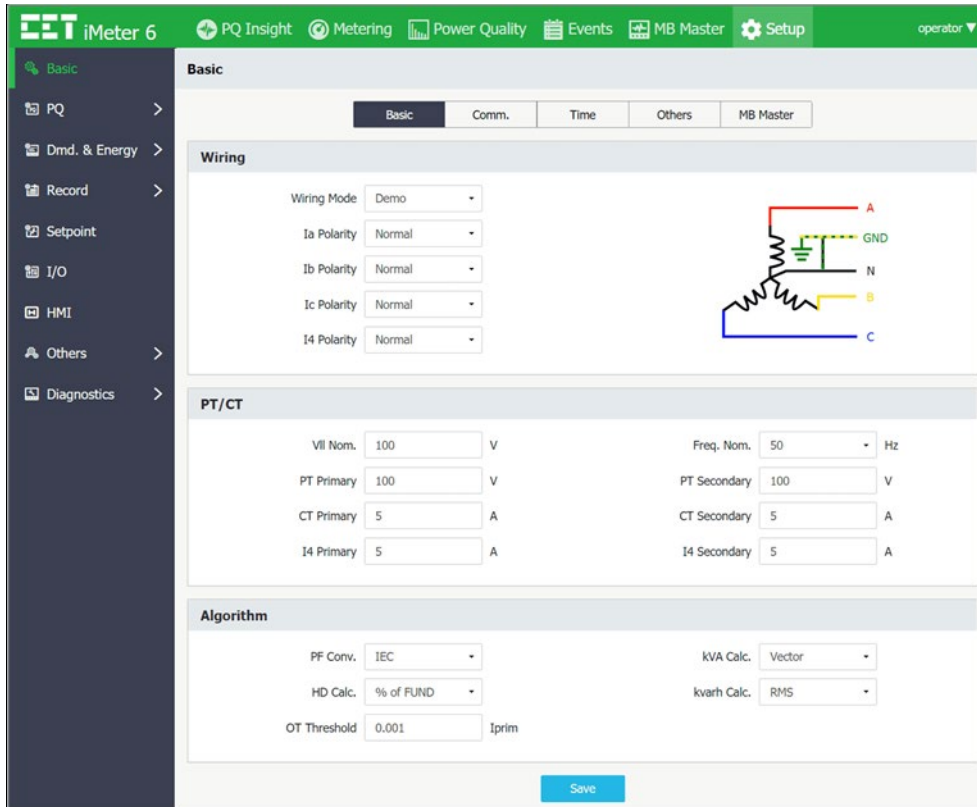 CET iMeter 6 PQ Insight Metering Power Quality Events MB Master Setup operator ▼
Basic
PQ
Dmd. & Energy
Record
Setpoint
I/O
HMI
Others
Diagnostics
Basic
Basic Comm. Time Others MB Master
Wiring
Wiring Mode Demo
Ia Polarity Normal
Ib Polarity Normal
Ic Polarity Normal
I4 Polarity Normal
A
GND
N
B
C
PT/CT
Vll Nom. 100 V Freq. Nom. 50 Hz
PT Primary 100 V PT Secondary 100 V
CT Primary 5 A CT Secondary 5 A
I4 Primary 5 A I4 Secondary 5 A
Algorithm
PF Conv. IEC kVA Calc. Vector
HD Calc. % of FUND kvarh Calc. RMS
OT Threshold 0.001 Iprim
Save